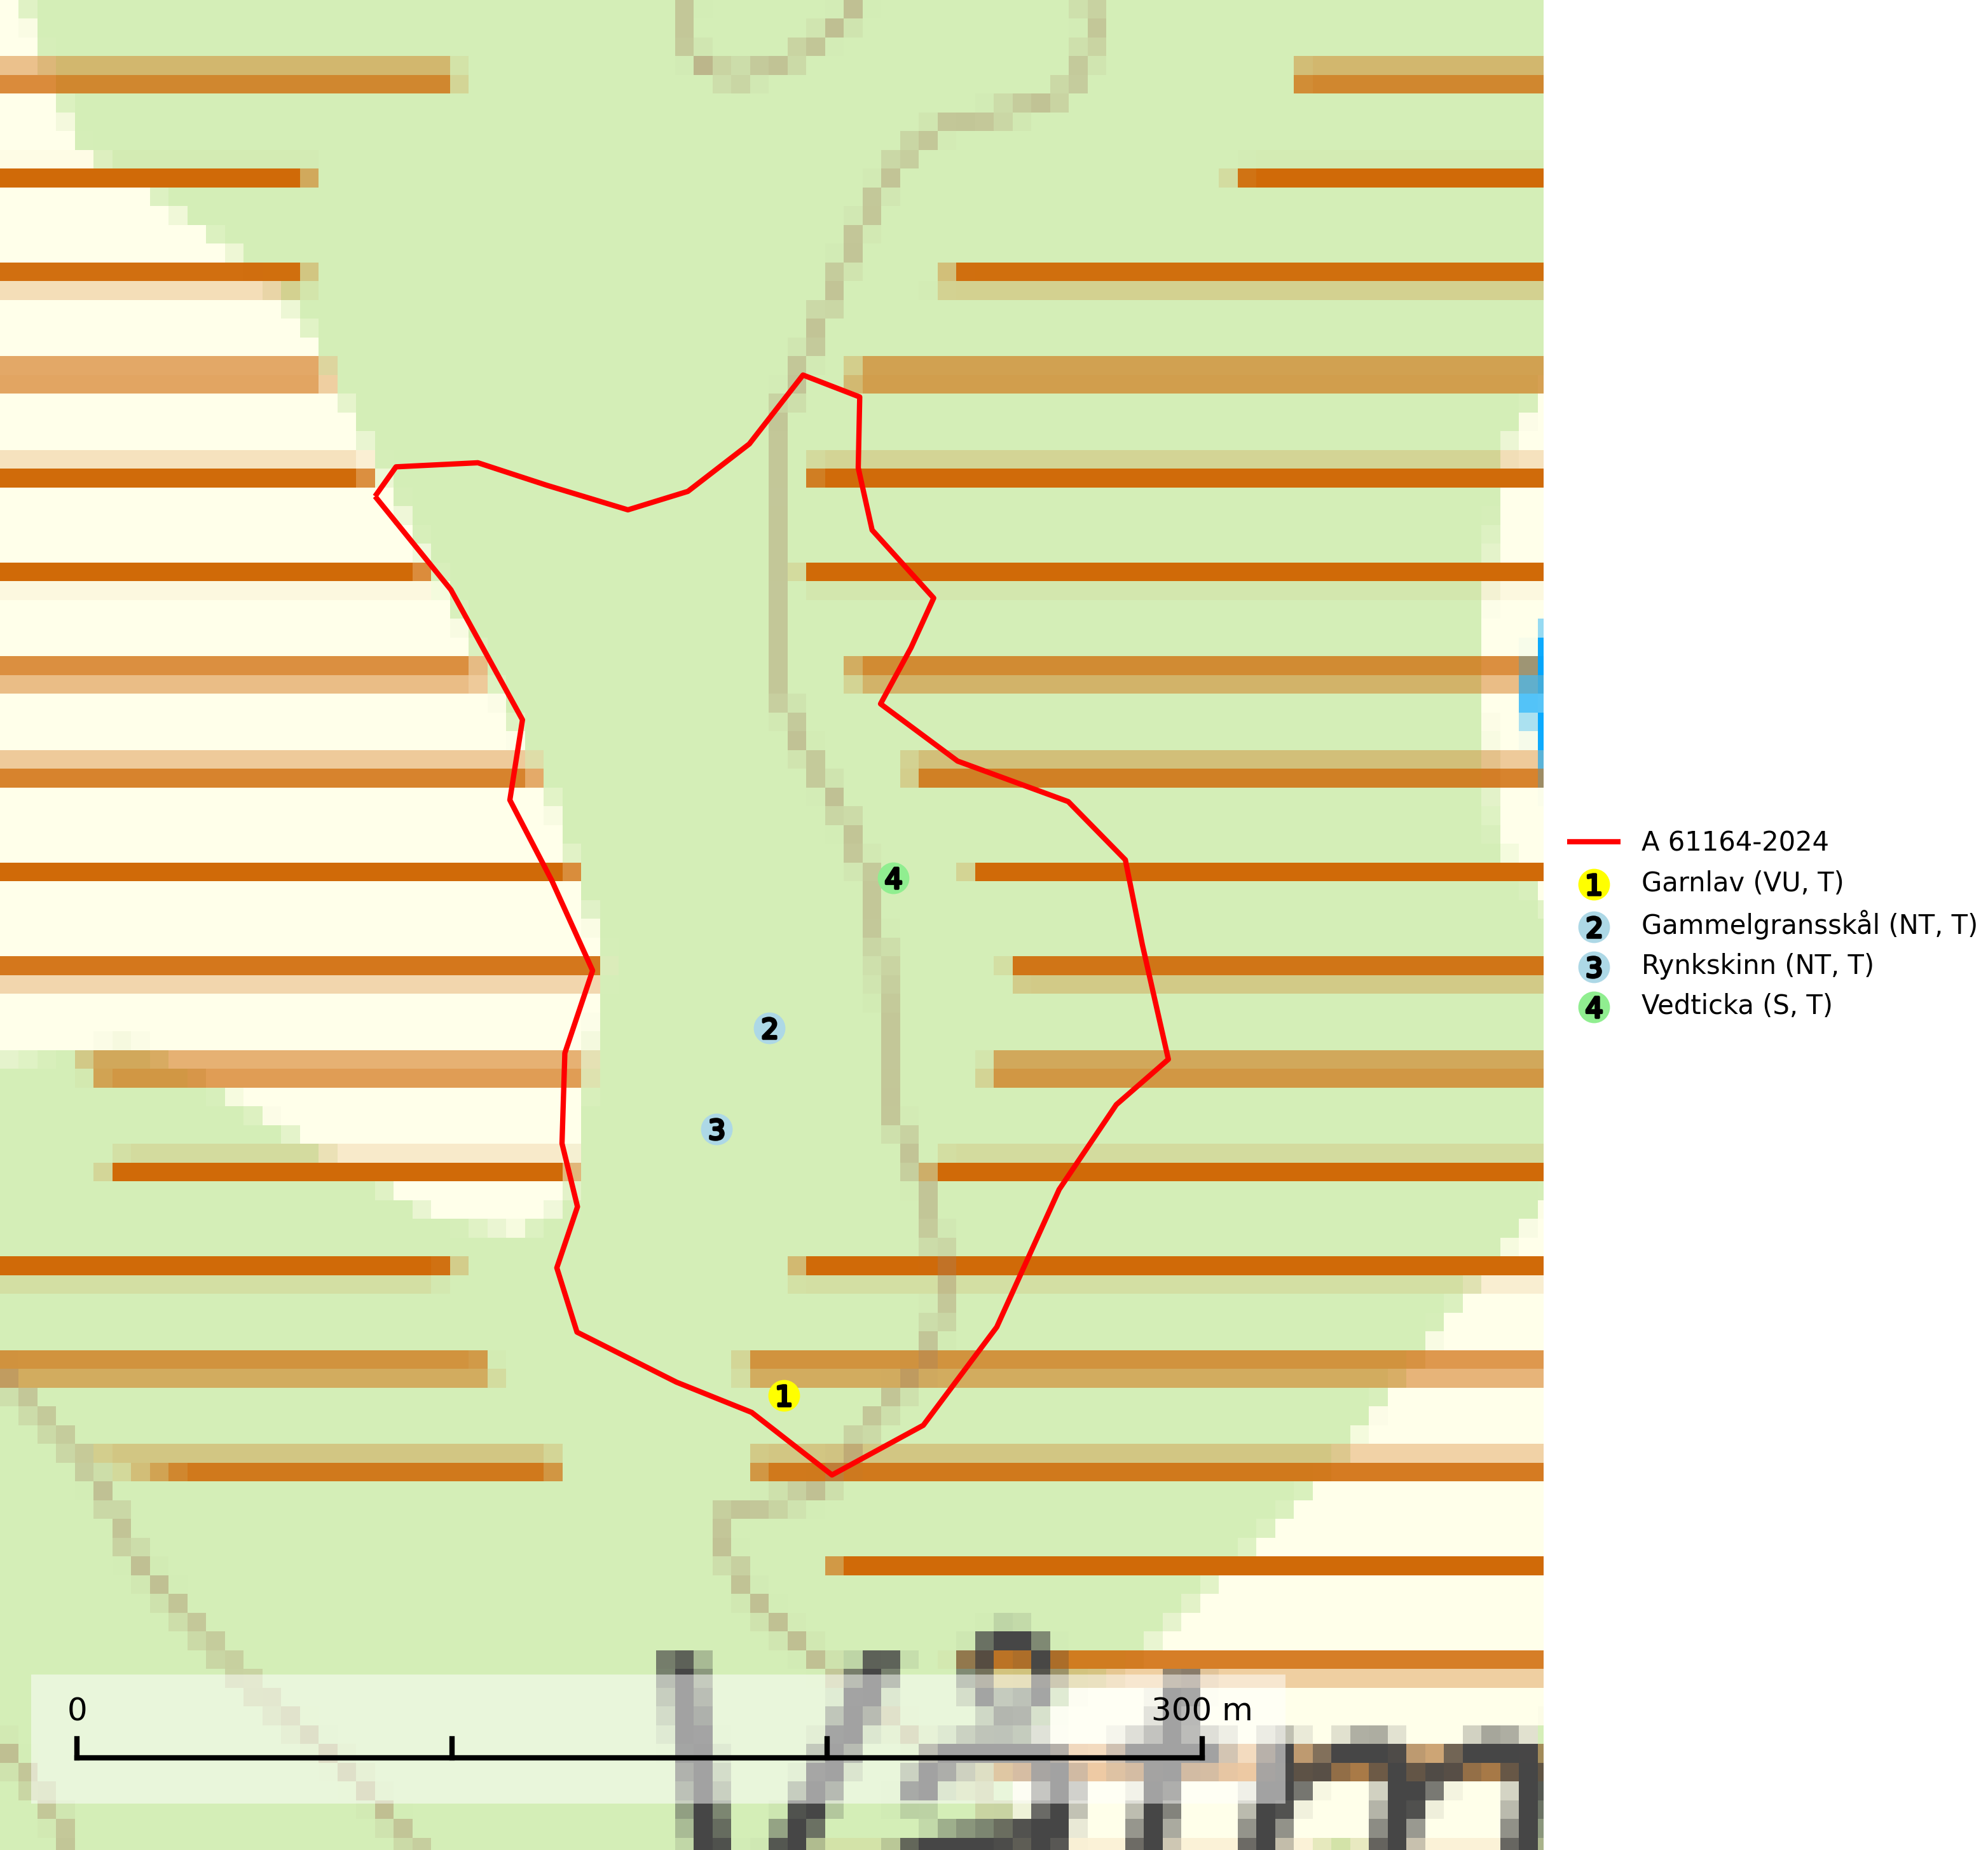 4
2
3
1
0 300 m
A 61164-2024
1 Garnlav (VU, T)
2 Gammelgransskål (NT, T)
3 Rynkskinn (NT, T)
4 Vedticka (S, T)